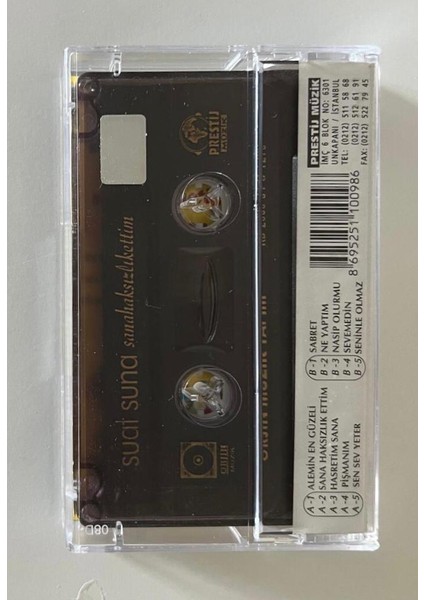 suat suna
sanahaksızlıkettim
PRESTİJ
PRESTİJ MÜZİK
İMÇ 6 BLOK NO: 6301
UNKAPANI / İSTANBUL
TEL: (0212) 511 58 68
(0212) 512 61 91
FAX: (0212) 522 79 45
8 695251 100986
A-1 ALEMİN EN GÜZELİ
A-2 SANA HAKSIZLIK ETTİM
A-3 HASRETİM SANA
A-4 PİŞMANIM
A-5 SEN SEV YETER
B-1 SABRET
B-2 NE YAPTIM
B-3 NASIP OLURMU
B-4 SEVEMEDİN
B-5 SENİNLE OLMAZ